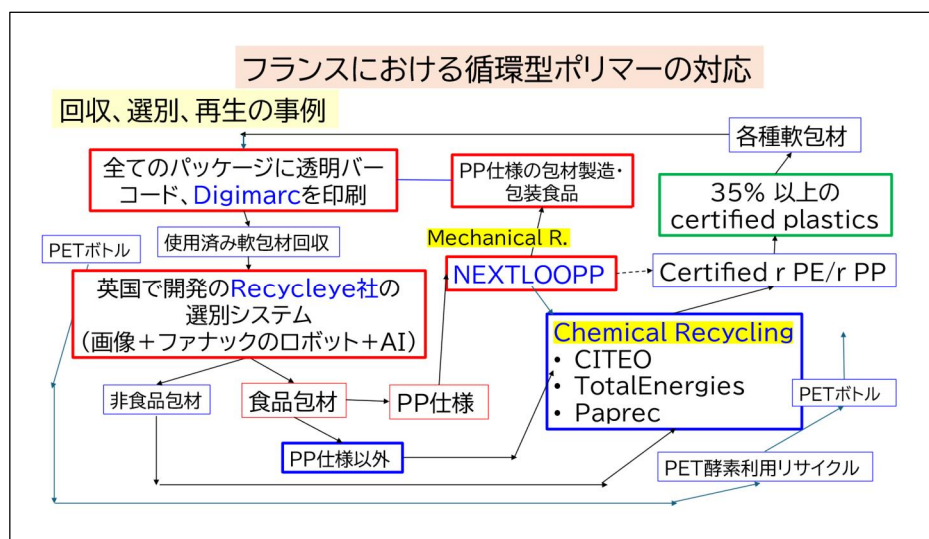 フランスにおける循環型ポリマーの対応
回収、選別、再生の事例
各種軟包材
全てのパッケージに透明バー
コード、Digimarcを印刷
PP仕様の包材製造・
包装食品
35% 以上の
certified plastics
使用済み軟包材回収
PETボトル
Mechanical R.
NEXTLOOPP
Certified r PE/r PP
英国で開発のRecycleye社の
選別システム
（画像＋ファナックのロボット＋AI）
Chemical Recycling
• CITEO
• TotalEnergies
• Paprec
非食品包材
食品包材
PP仕様
PETボトル
PP仕様以外
PET酵素利用リサイクル